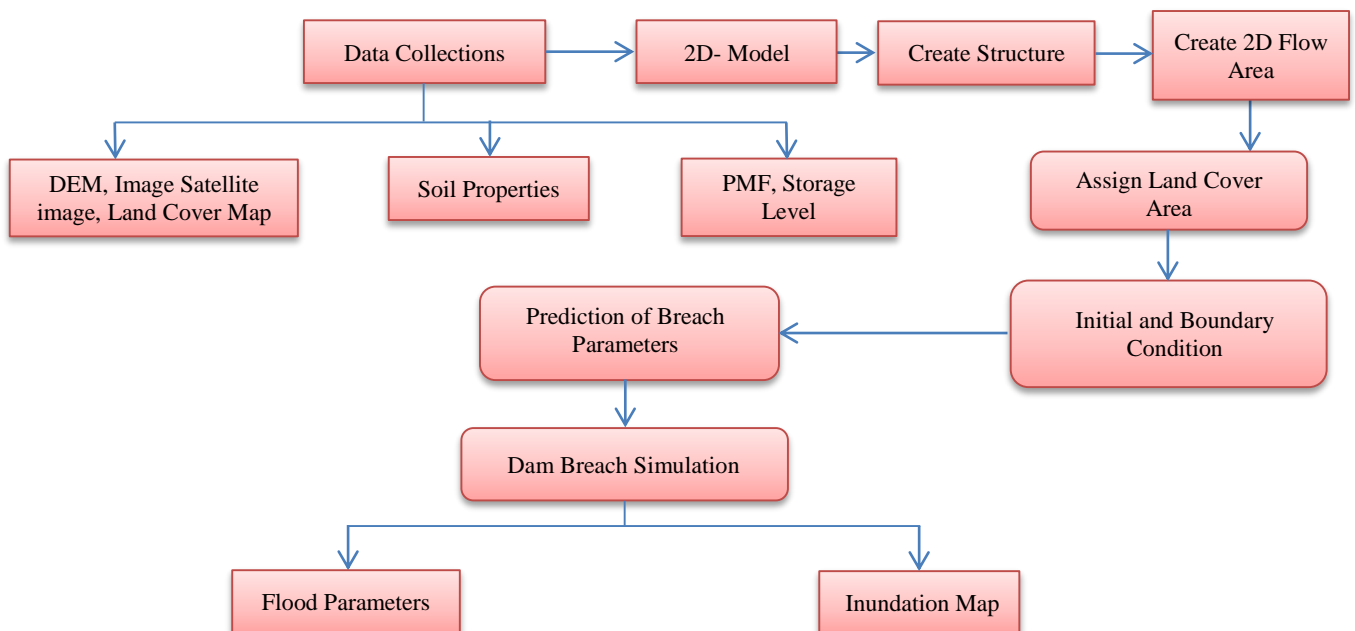 Data Collections
2D- Model
Create Structure
Create 2D Flow
Area
DEM, Image Satellite
image, Land Cover Map
Soil Properties
PMF, Storage
Level
Assign Land Cover
Area
Initial and Boundary
Condition
Prediction of Breach
Parameters
Dam Breach Simulation
Flood Parameters
Inundation Map